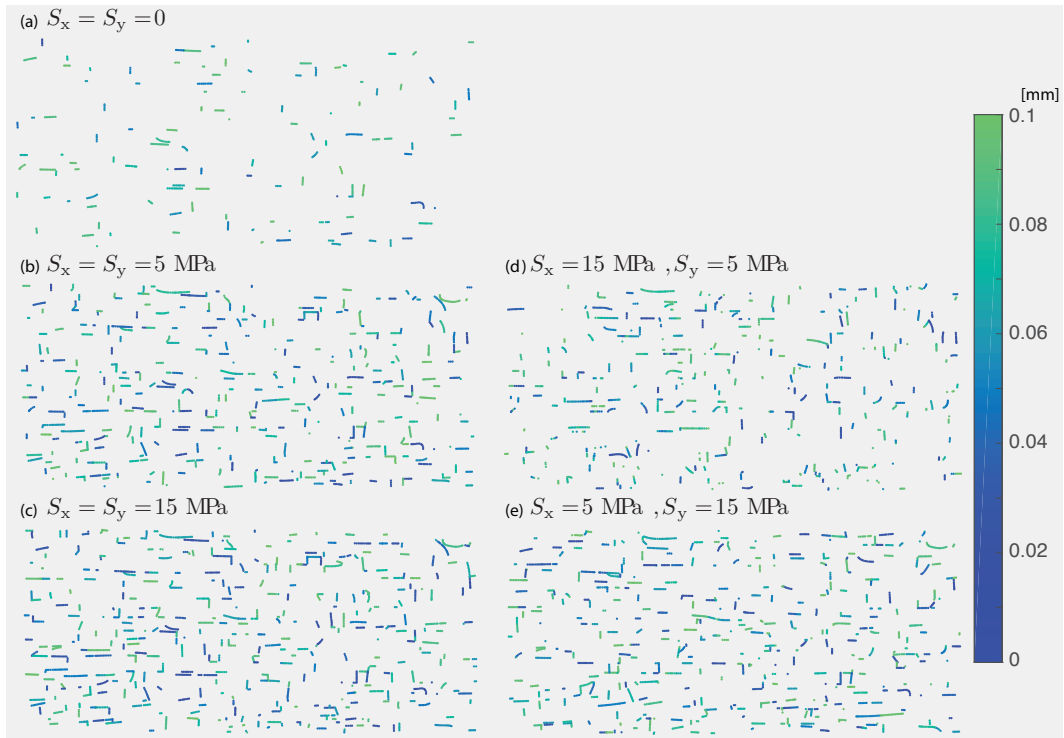 (a) Sx = Sy =0
[mm]
0.1
0.08
0.06
0.04
0.02
0
(b) Sx = Sy =5 MPa
(d) Sx =15 MPa ,Sy =5 MPa
(c) Sx = Sy =15 MPa
(e) Sx =5 MPa ,Sy =15 MPa